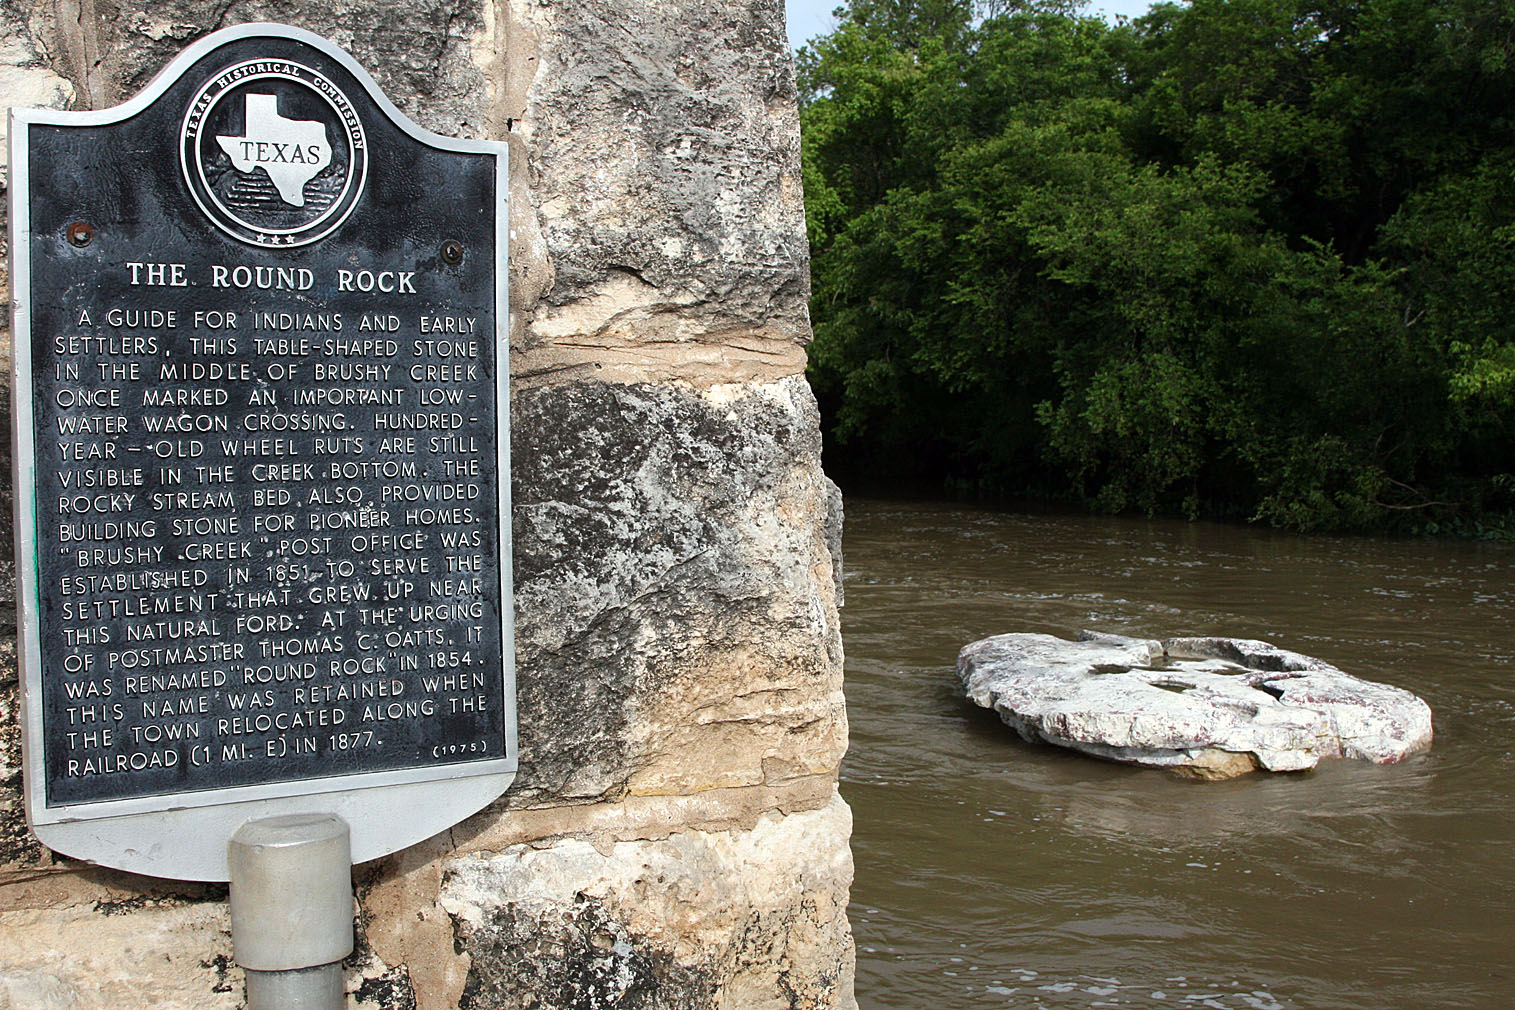 TEXAS HISTORICAL COMMISSION
TEXAS
THE ROUND ROCK
A GUIDE FOR INDIANS AND EARLY
SETTLERS, THIS TABLE-SHAPED STONE
IN THE MIDDLE OF BRUSHY CREEK
ONCE MARKED AN IMPORTANT LOW-
WATER WAGON CROSSING. HUNDRED-
YEAR-OLD WHEEL RUTS ARE STILL
VISIBLE IN THE CREEK BOTTOM. THE
ROCKY STREAM BED ALSO PROVIDED
BUILDING STONE FOR PIONEER HOMES.
"BRUSHY CREEK" POST OFFICE WAS
ESTABLISHED IN 1851 TO SERVE THE
SETTLEMENT THAT GREW UP NEAR
THIS NATURAL FORD. AT THE URGING
OF POSTMASTER THOMAS C. OATTS, IT
WAS RENAMED "ROUND ROCK" IN 1854.
THIS NAME WAS RETAINED WHEN
THE TOWN RELOCATED ALONG THE
RAILROAD (1 MI. E) IN 1877.
(1975)